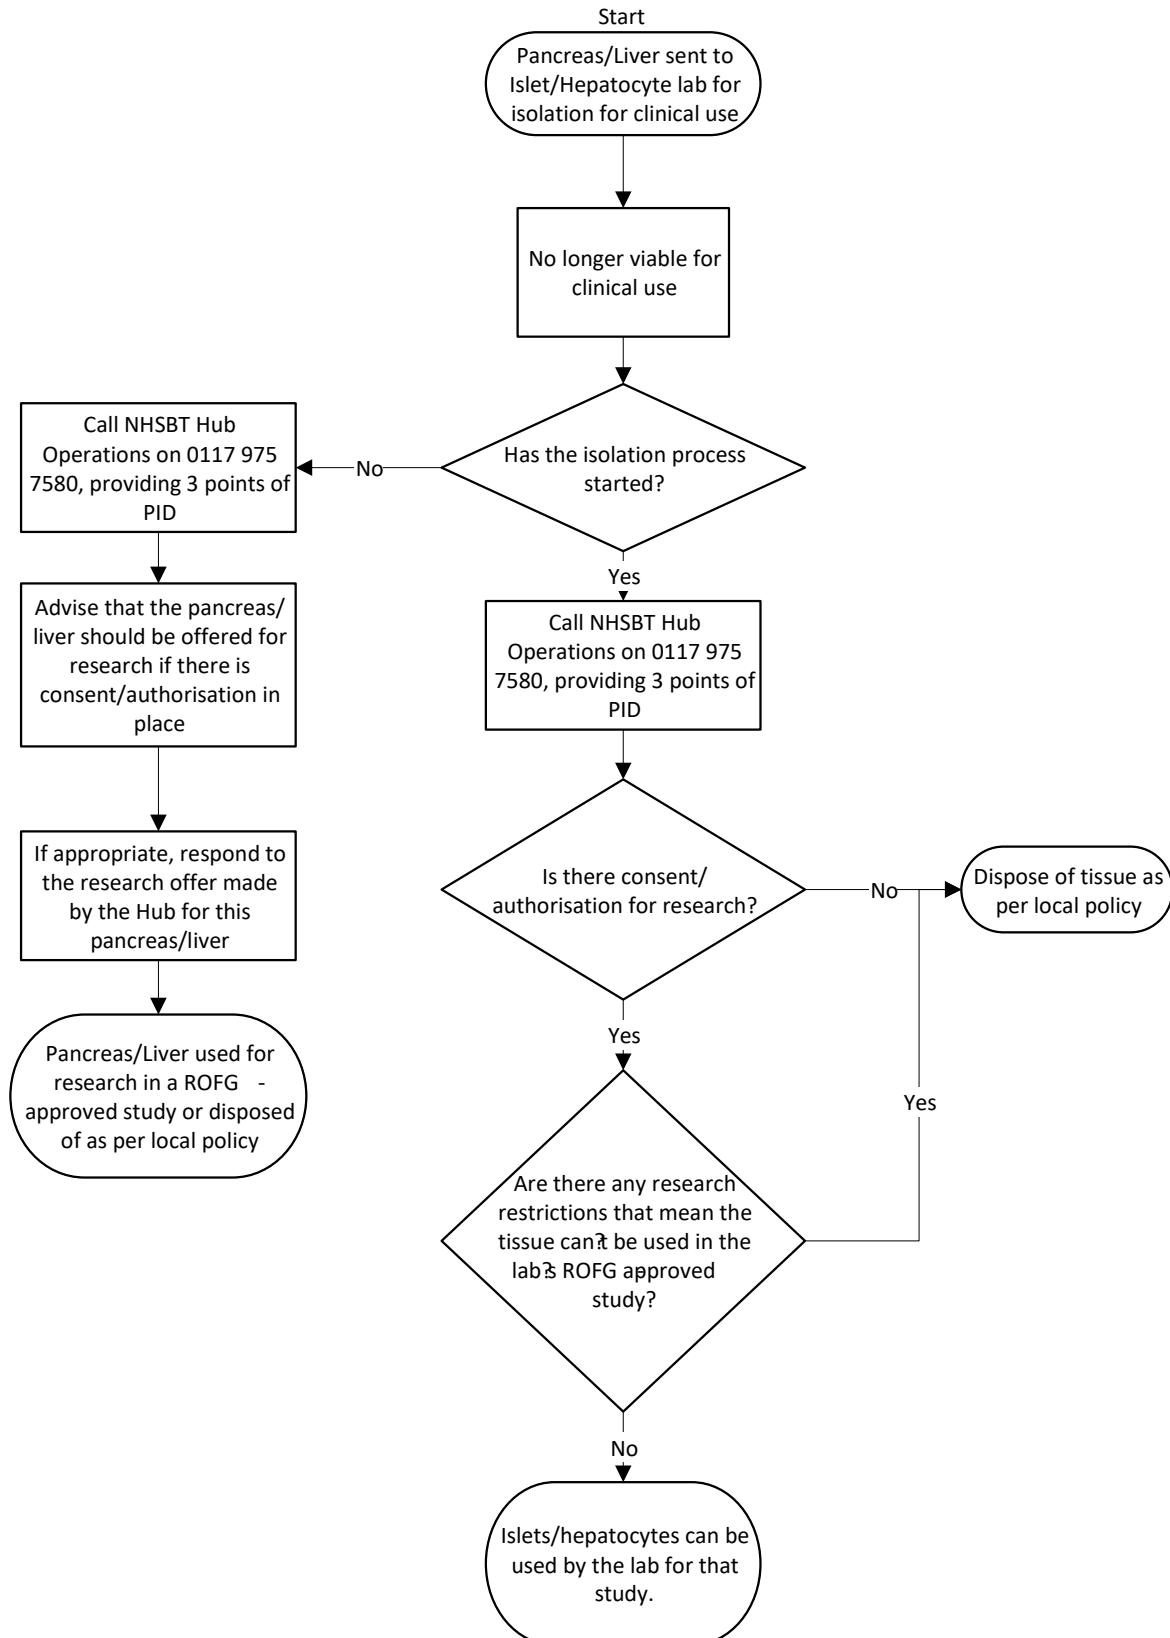 Start
Pancreas/Liver sent to
Islet/Hepatocyte lab for
isolation for clinical use
No longer viable for
clinical use
Has the isolation process
started?
No
Call NHSBT Hub
Operations on 0117 975
7580, providing 3 points of
PID
Advise that the pancreas/
liver should be offered for
research if there is
consent/authorisation in
place
If appropriate, respond to
the research offer made
by the Hub for this
pancreas/liver
Pancreas/Liver used for
research in a ROFG -
approved study or disposed
of as per local policy
Yes
Call NHSBT Hub
Operations on 0117 975
7580, providing 3 points of
PID
Is there consent/
authorisation for research?
No
Dispose of tissue as
per local policy
Yes
Are there any research
restrictions that mean the
tissue can?t be used in the
lab?s ROFG-approved
study?
Yes
No
Islets/hepatocytes can be
used by the lab for that
study.